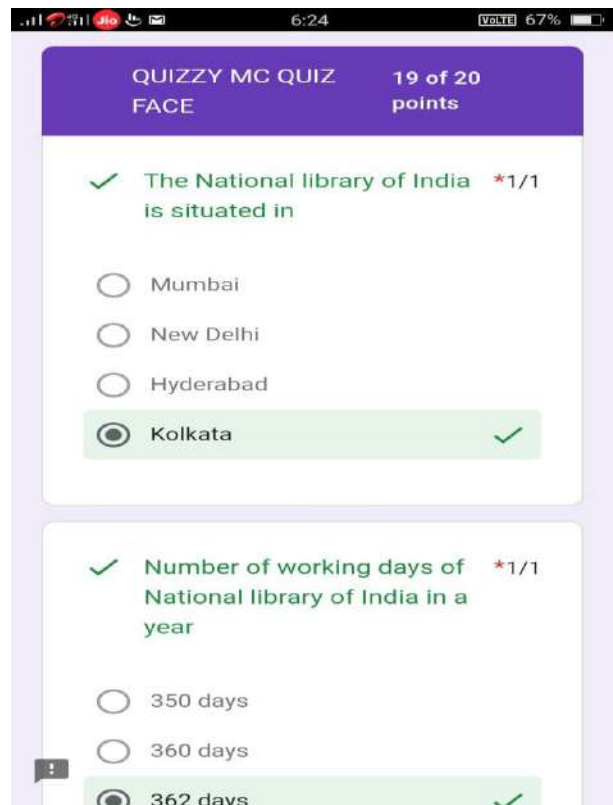 Jio 6:24 VoLTE 67%
QUIZZY MC QUIZ 19 of 20
FACE points
The National library of India *1/1
is situated in
Mumbai
New Delhi
Hyderabad
Kolkata
Number of working days of *1/1
National library of India in a
year
350 days
360 days
362 days